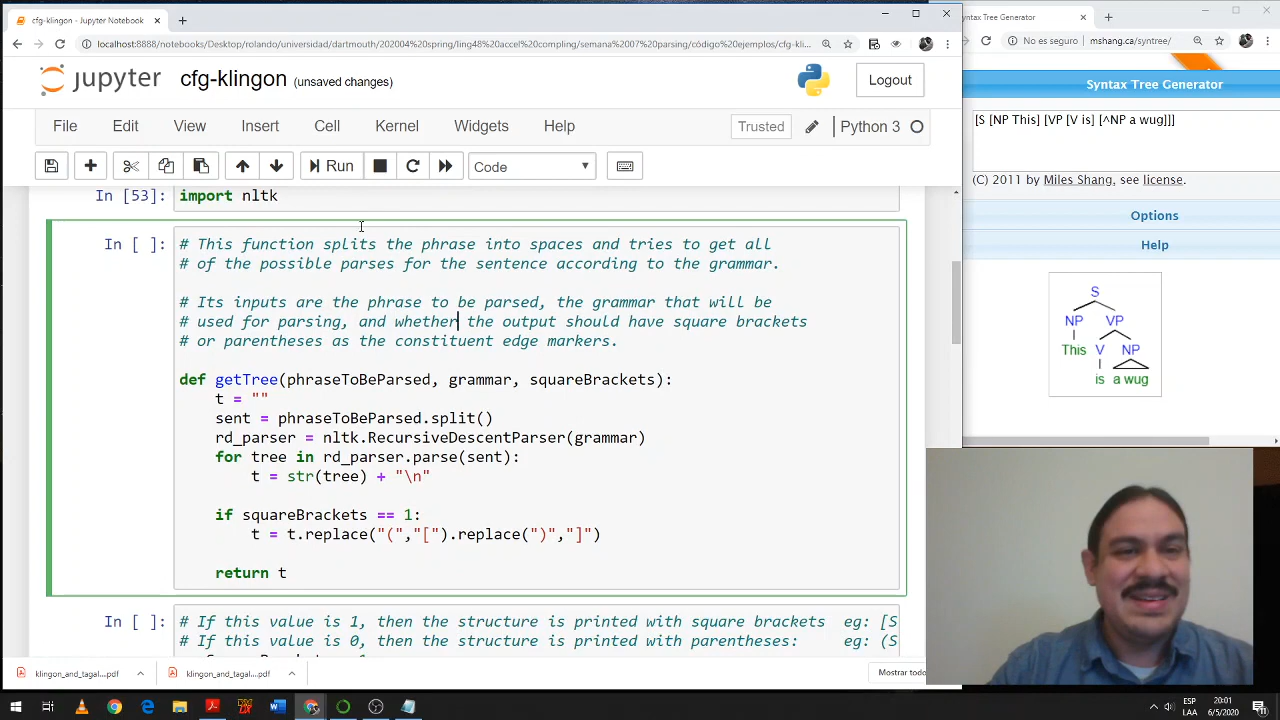 cfg-klingon - Jupyter Notebook
localhost:8888/notebooks/Desktop/rolando/universidad/dartmouth/202004%20spring/ling48%20accel%20compling/semana%2007%20parsing/código%20ejemplos/cfg-kli...
jupyter cfg-klingon (unsaved changes)
Logout
File Edit View Insert Cell Kernel Widgets Help
Trusted Python 3
Run Code
In [53]: import nltk
In [ ]: # This function splits the phrase into spaces and tries to get all
# of the possible parses for the sentence according to the grammar.
# Its inputs are the phrase to be parsed, the grammar that will be
# used for parsing, and whether the output should have square brackets
# or parentheses as the constituent edge markers.
def getTree(phraseToBeParsed, grammar, squareBrackets):
t = ""
sent = phraseToBeParsed.split()
rd_parser = nltk.RecursiveDescentParser(grammar)
for tree in rd_parser.parse(sent):
t = str(tree) + "\n"
if squareBrackets == 1:
t = t.replace("(","[").replace(")","]")
return t
In [ ]: # If this value is 1, then the structure is printed with square brackets eg: [S
# If this value is 0, then the structure is printed with parentheses: eg: (S
klingon_and_tagal....pdf
Mostrar todo
yntax Tree Generator
No es seguro mshang.ca/syntree/
Syntax Tree Generator
[S [NP This] [VP [V is] [^NP a wug]]]
(C) 2011 by Miles Shang, see license.
Options
Help
S
NP VP
This V NP
is a wug
ESP
LAA
20:01
6/5/2020